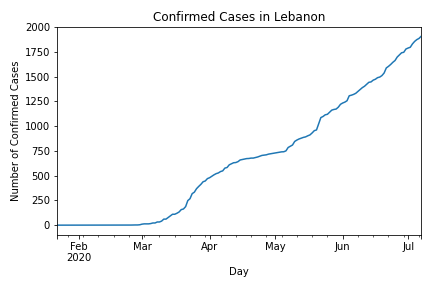 Confirmed Cases in Lebanon
Number of Confirmed Cases
2000
1750
1500
1250
1000
750
500
250
0
Feb Mar Apr May Jun Jul
2020
Day